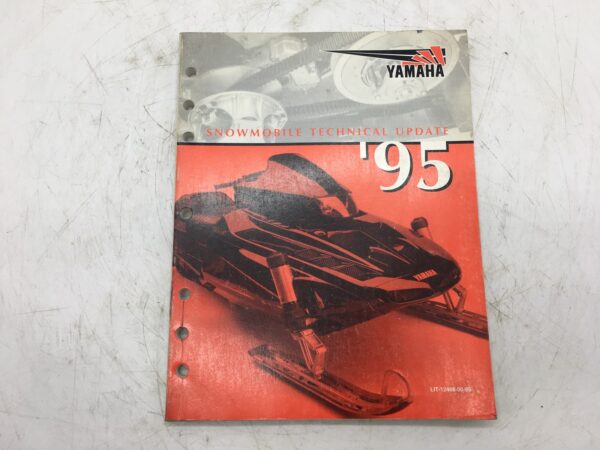 YAMAHA
SNOWMOBILE TECHNICAL UPDATE
'95
YAMAHA